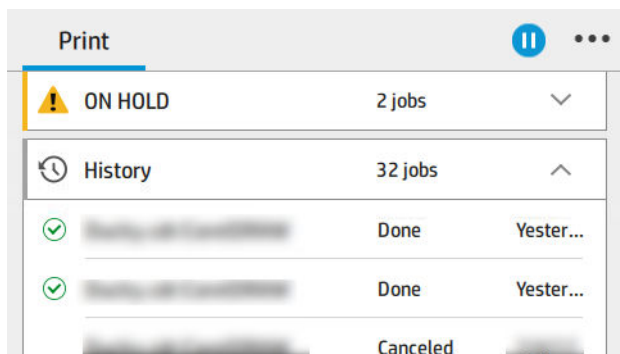 Print
ON HOLD 2 jobs
History 32 jobs
Done Yester...
Done Yester...
Canceled